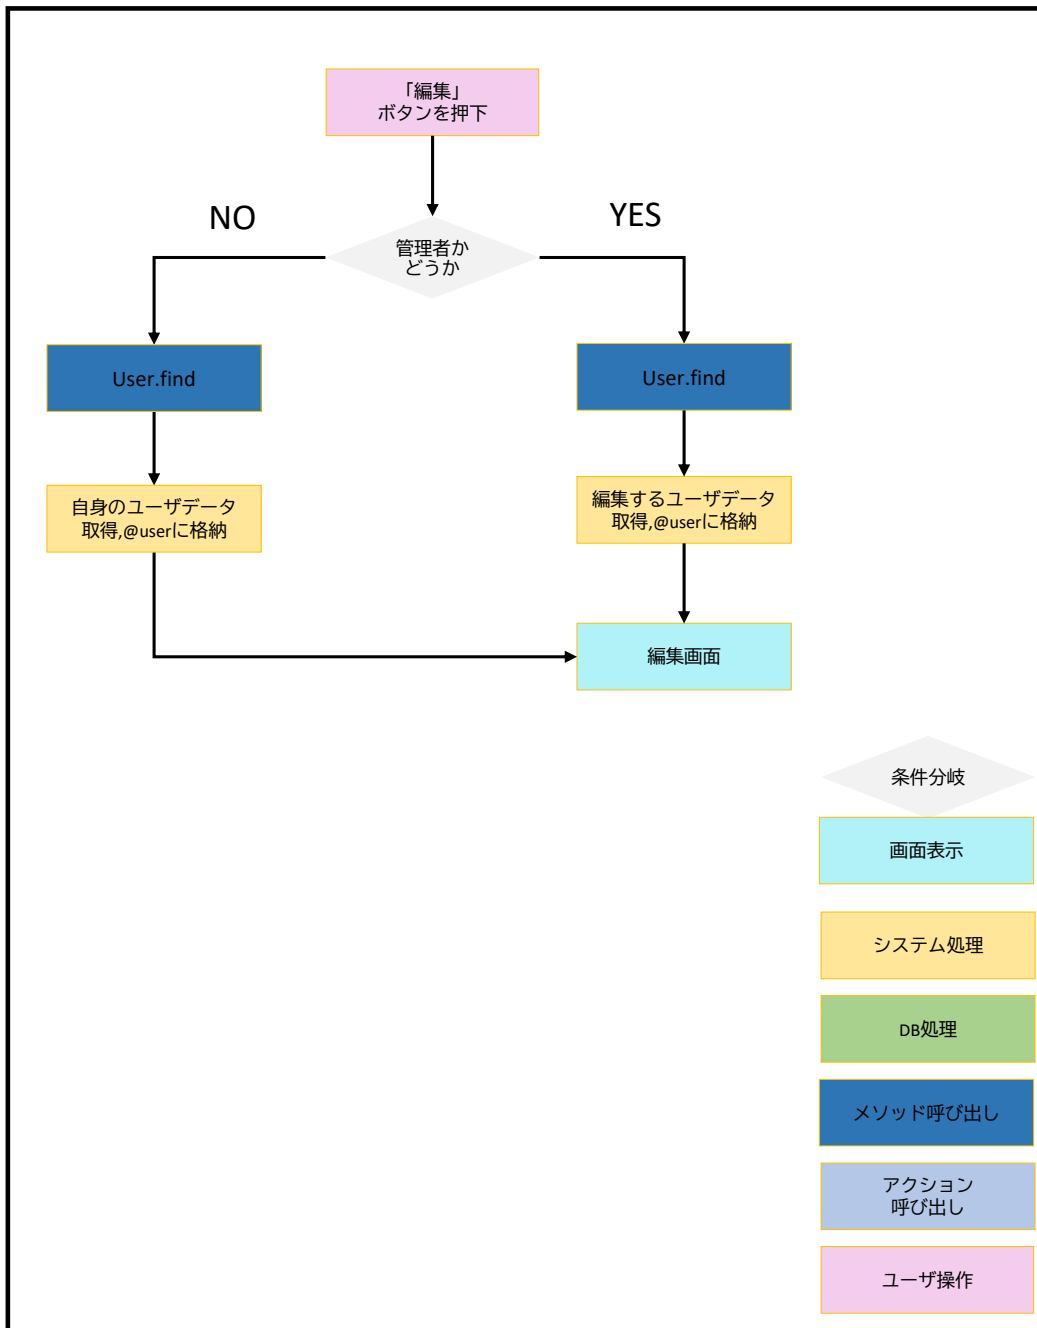 「編集」
ボタンを押下
NO
YES
管理者か
どうか
User.find
User.find
自身のユーザデータ
取得,@userに格納
編集するユーザデータ
取得,@userに格納
編集画面
条件分岐
画面表示
システム処理
DB処理
メソッド呼び出し
アクション
呼び出し
ユーザ操作